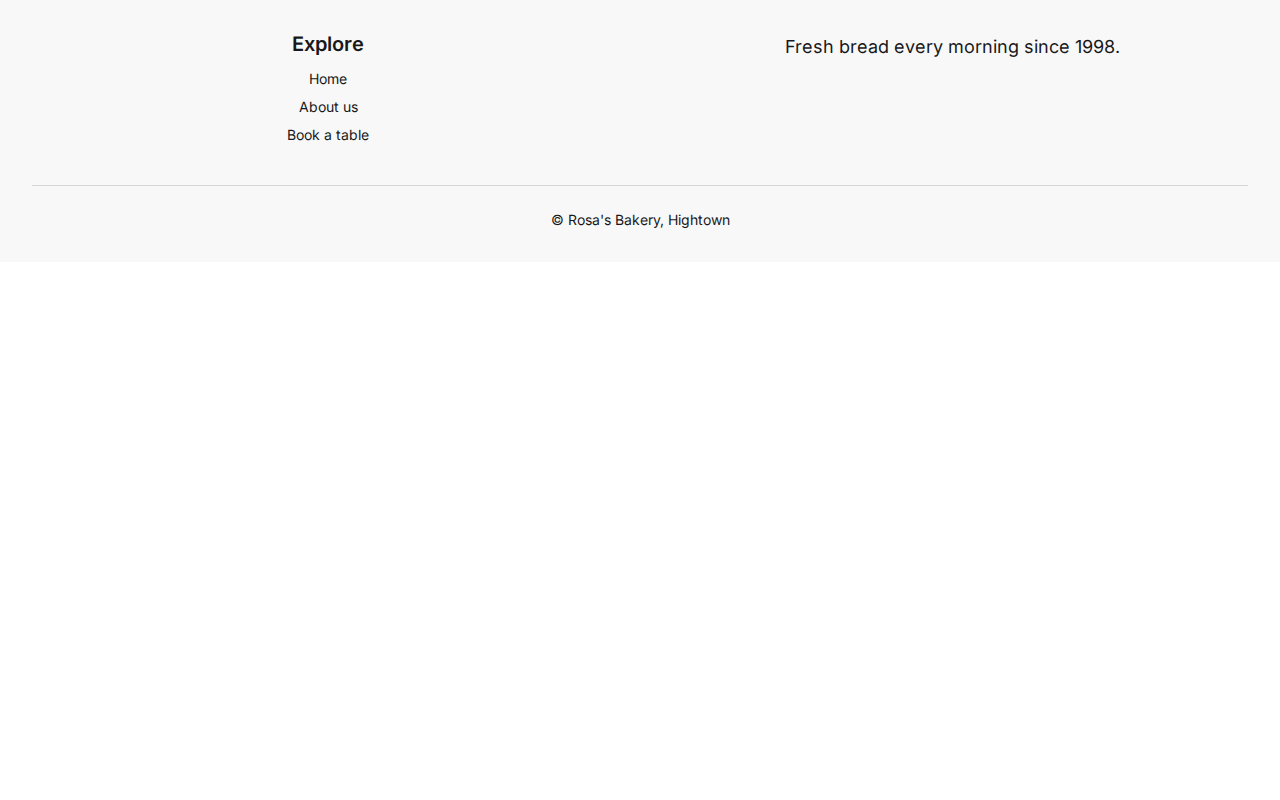 Explore
Home
About us
Book a table
Fresh bread every morning since 1998.
© Rosa's Bakery, Hightown